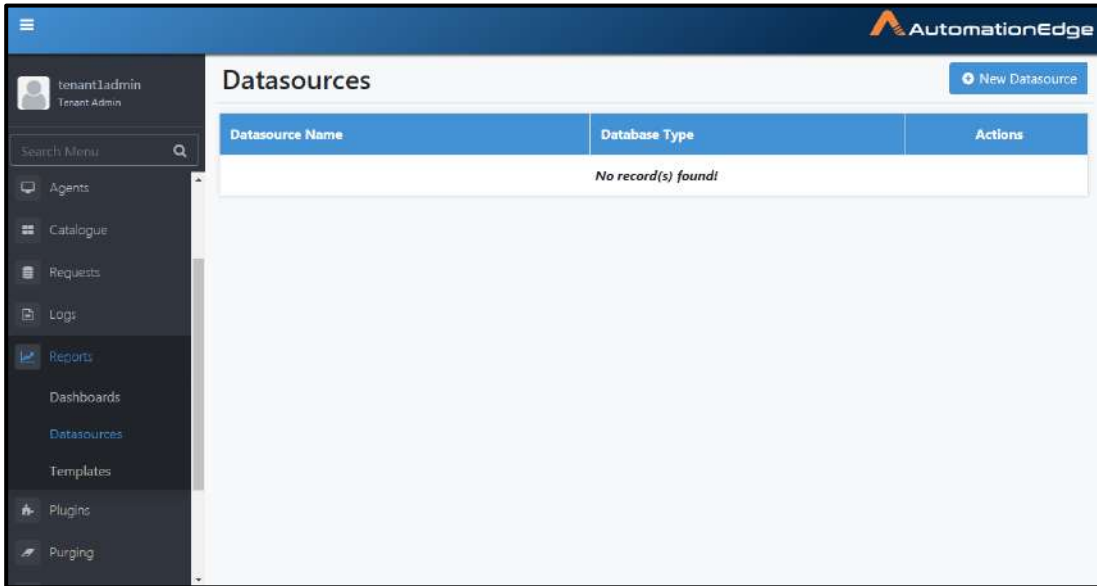 AutomationEdge
tenant1admin
Tenant Admin
Search Menu
Agents
Catalogue
Requests
Logs
Reports
Dashboards
Datasources
Templates
Plugins
Purging
Datasources
New Datasource
Datasource Name Database Type Actions
No record(s) found!